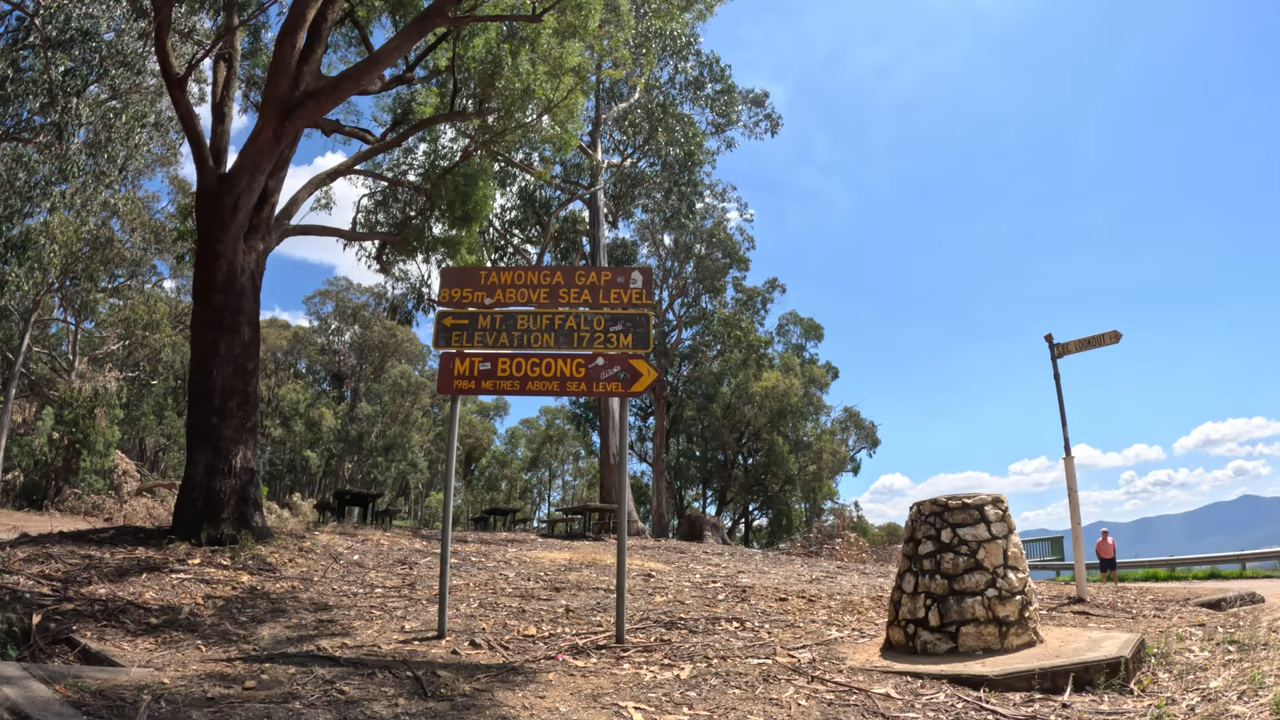 TAWONGA GAP
895m ABOVE SEA LEVEL
MT. BUFFALO
ELEVATION 1723M
MT BOGONG
1984 METRES ABOVE SEA LEVEL
LOOKOUT